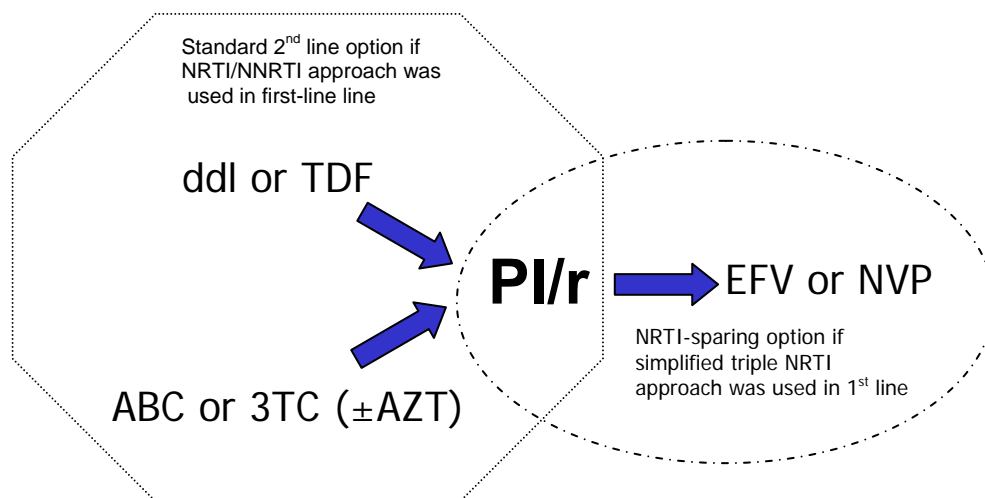 Standard 2nd line option if
NRTI/NNRTI approach was
used in first-line line
ddI or TDF
PI/r
EFV or NVP
NRTI-sparing option if
simplified triple NRTI
approach was used in 1st line
ABC or 3TC (±AZT)